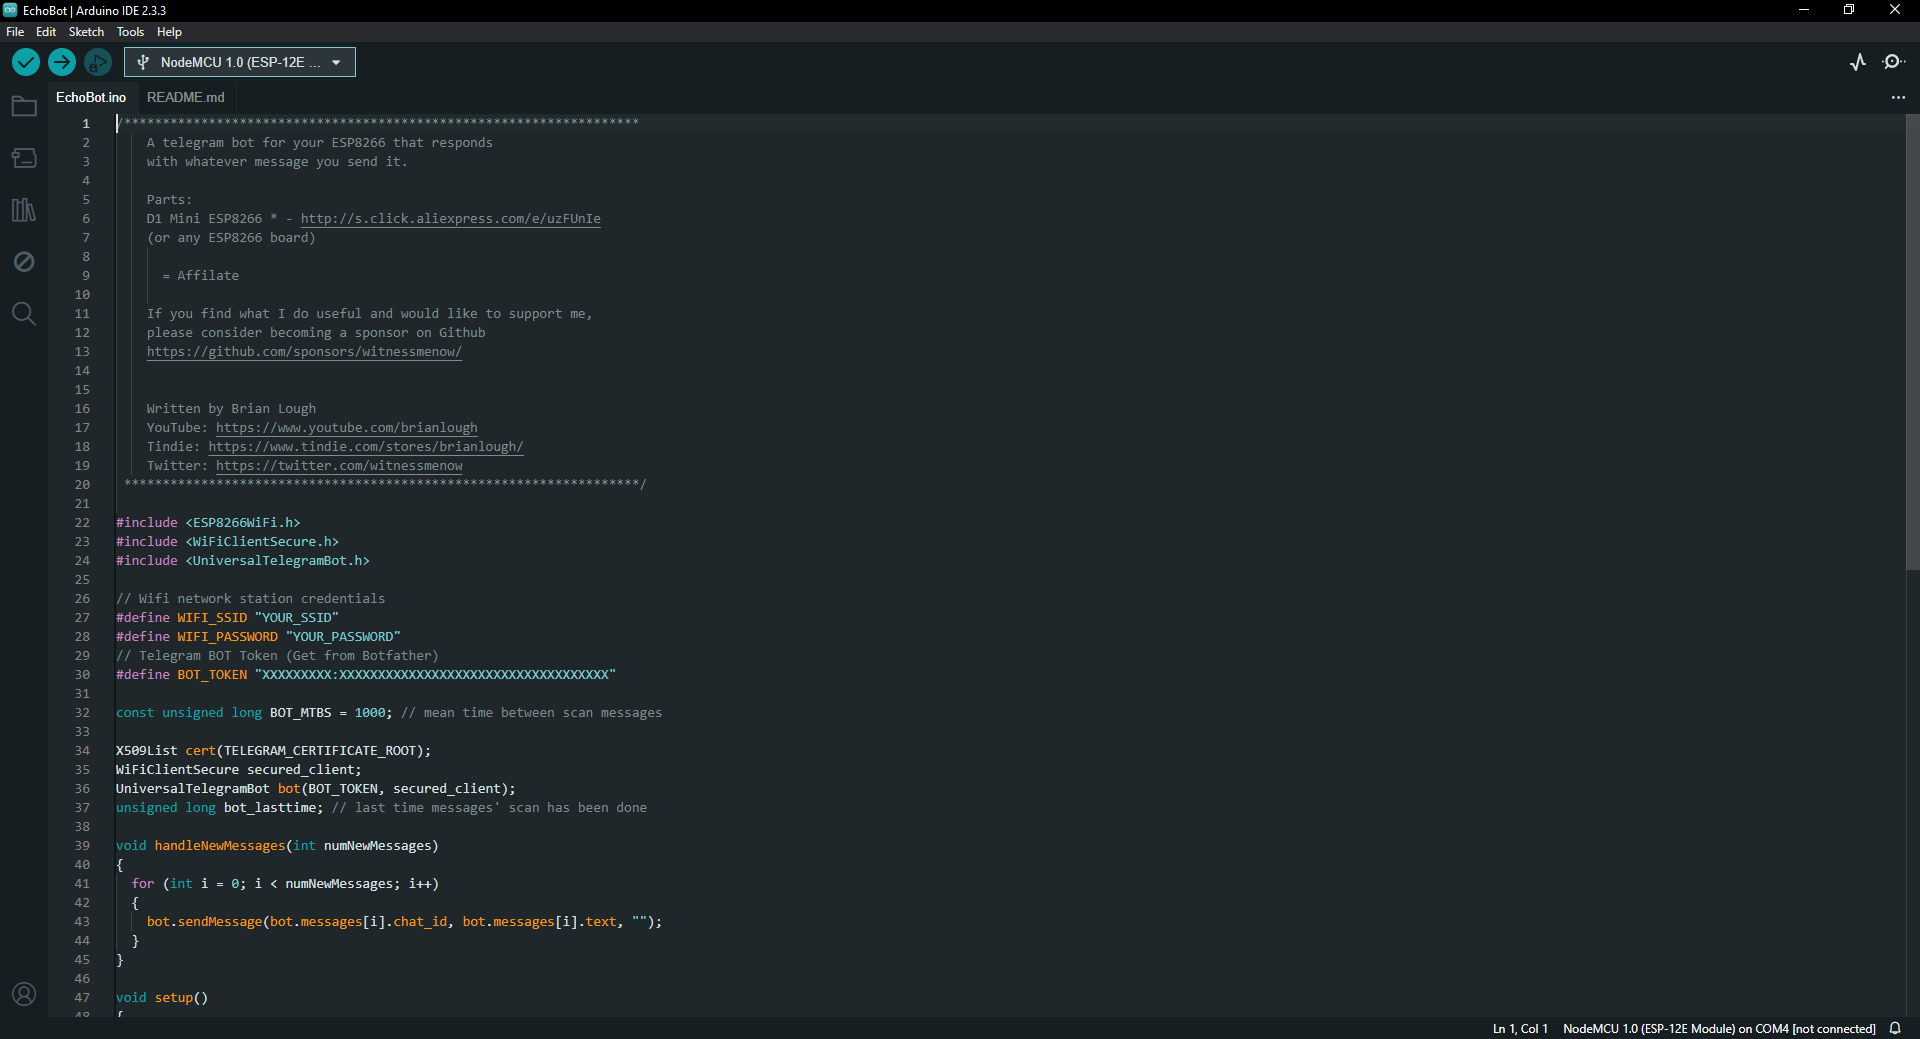 EchoBot | Arduino IDE 2.3.3
File Edit Sketch Tools Help
NodeMCU 1.0 (ESP-12E ...
EchoBot.ino README.md
1 /*******************************************************************
2 A telegram bot for your ESP8266 that responds
3 with whatever message you send it.
4
5 Parts:
6 D1 Mini ESP8266 * - http://s.click.aliexpress.com/e/uzFUnIe
7 (or any ESP8266 board)
8
9 = Affilate
10
11 If you find what I do useful and would like to support me,
12 please consider becoming a sponsor on Github
13 https://github.com/sponsors/witnessmenow/
14
15
16 Written by Brian Lough
17 YouTube: https://www.youtube.com/brianlough
18 Tindie: https://www.tindie.com/stores/brianlough/
19 Twitter: https://twitter.com/witnessmenow
20 *******************************************************************/
21
22 #include <ESP8266WiFi.h>
23 #include <WiFiClientSecure.h>
24 #include <UniversalTelegramBot.h>
25
26 // Wifi network station credentials
27 #define WIFI_SSID "YOUR_SSID"
28 #define WIFI_PASSWORD "YOUR_PASSWORD"
29 // Telegram BOT Token (Get from Botfather)
30 #define BOT_TOKEN "XXXXXXXXX:XXXXXXXXXXXXXXXXXXXXXXXXXXXXXXXXXXX"
31
32 const unsigned long BOT_MTBS = 1000; // mean time between scan messages
33
34 X509List cert(TELEGRAM_CERTIFICATE_ROOT);
35 WiFiClientSecure secured_client;
36 UniversalTelegramBot bot(BOT_TOKEN, secured_client);
37 unsigned long bot_lasttime; // last time messages' scan has been done
38
39 void handleNewMessages(int numNewMessages)
40 {
41 for (int i = 0; i < numNewMessages; i++)
42 {
43 bot.sendMessage(bot.messages[i].chat_id, bot.messages[i].text, "");
44 }
45 }
46
47 void setup()
48 {
Ln 1, Col 1 NodeMCU 1.0 (ESP-12E Module) on COM4 [not connected]